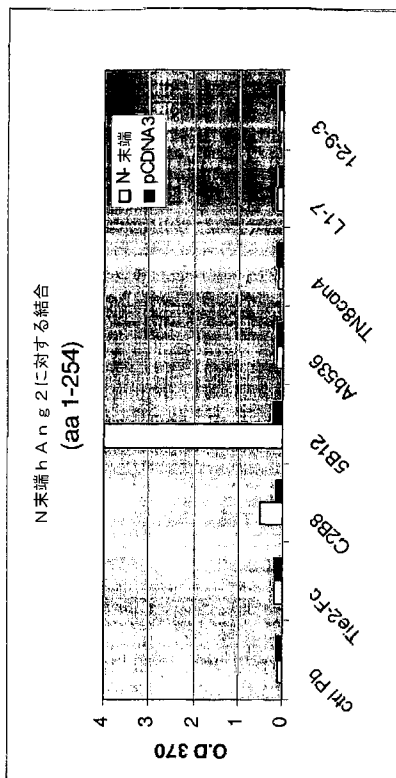 N末端hAng2に対する結合
(aa 1-254)
N-末端
pCDNA3
O.D 370
4
3
2
1
0
ctrl Pb
Tie2-Fc
C2B8
5B12
Ab536
TN8con4
L1-7
12-9-3